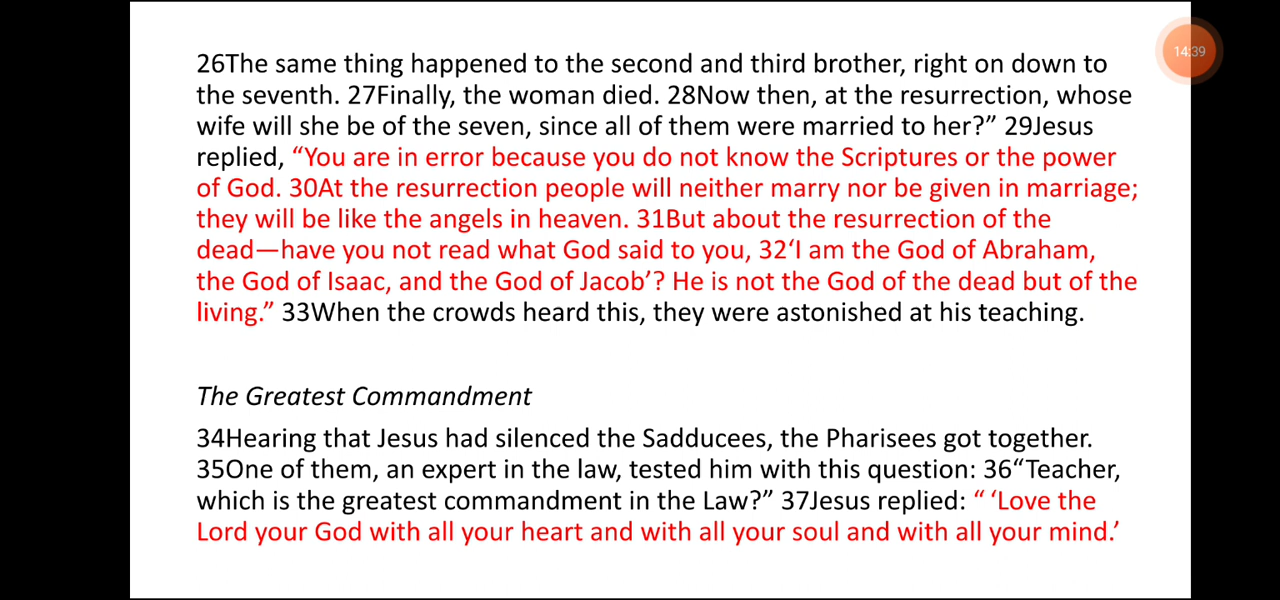 14:39
26The same thing happened to the second and third brother, right on down to
the seventh. 27Finally, the woman died. 28Now then, at the resurrection, whose
wife will she be of the seven, since all of them were married to her?” 29Jesus
replied, “You are in error because you do not know the Scriptures or the power
of God. 30At the resurrection people will neither marry nor be given in marriage;
they will be like the angels in heaven. 31But about the resurrection of the
dead—have you not read what God said to you, 32‘I am the God of Abraham,
the God of Isaac, and the God of Jacob’? He is not the God of the dead but of the
living.” 33When the crowds heard this, they were astonished at his teaching.
The Greatest Commandment
34Hearing that Jesus had silenced the Sadducees, the Pharisees got together.
35One of them, an expert in the law, tested him with this question: 36“Teacher,
which is the greatest commandment in the Law?” 37Jesus replied: “ ‘Love the
Lord your God with all your heart and with all your soul and with all your mind.’